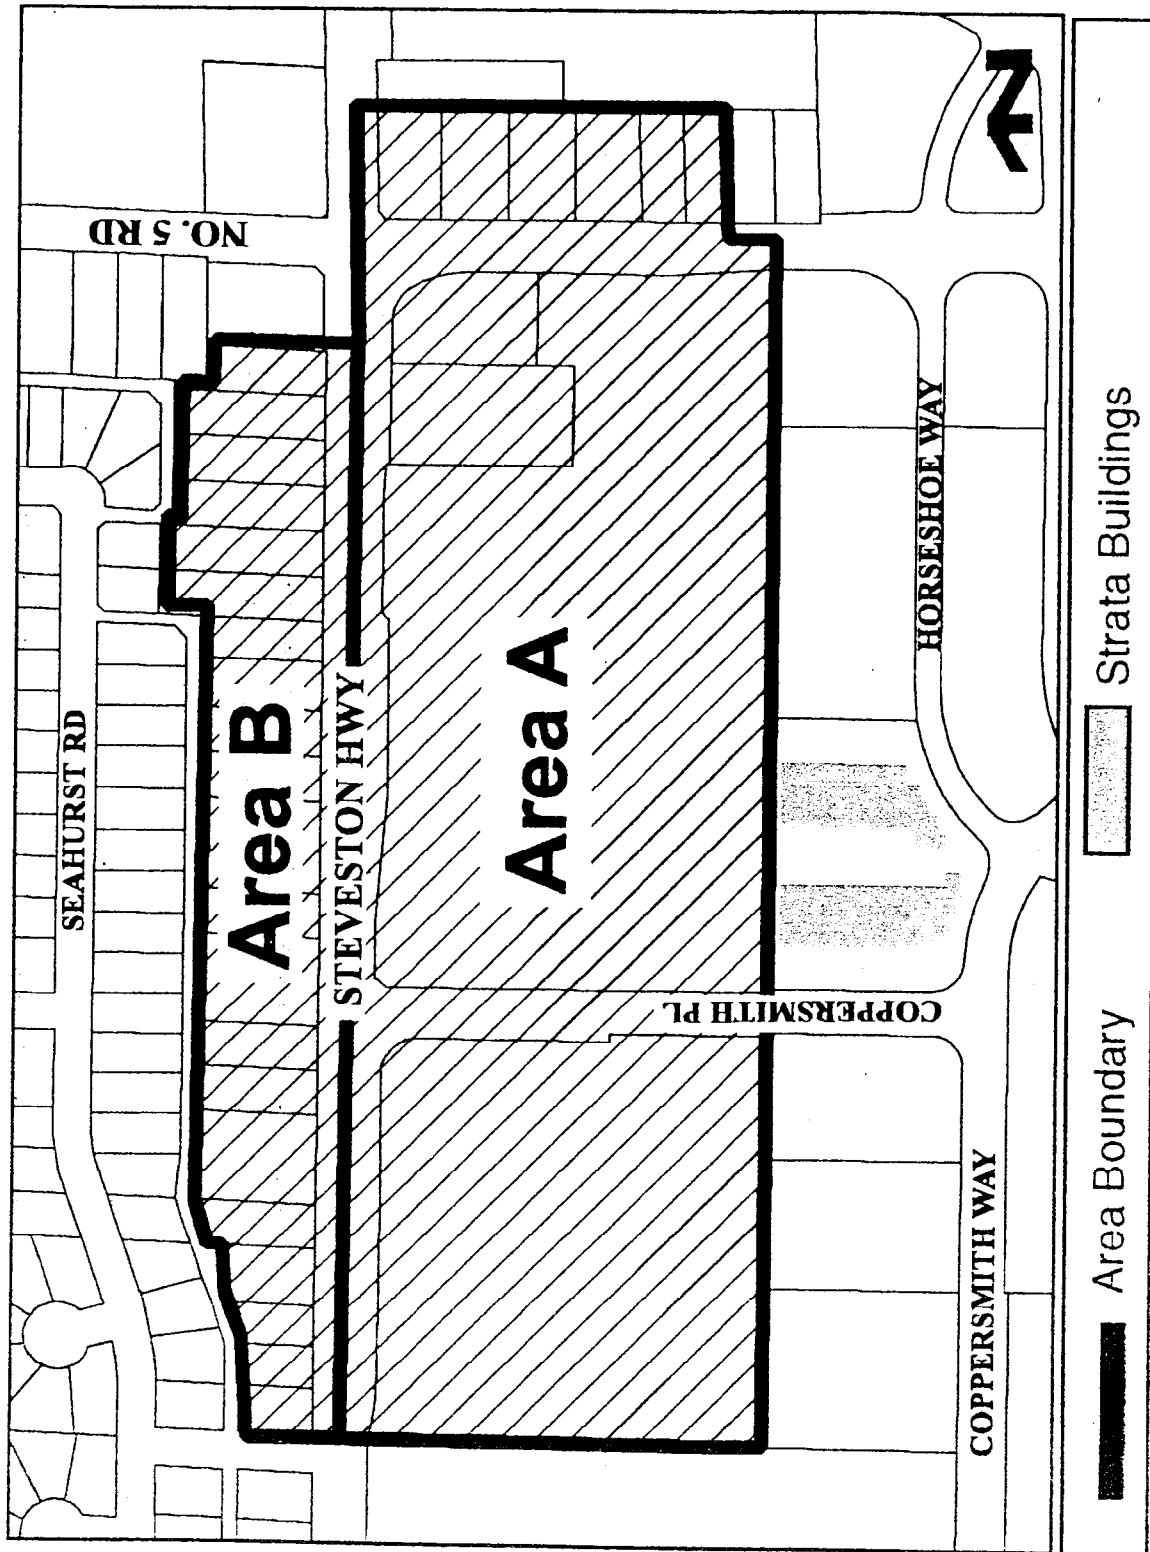 SEAHURST RD
NO. 5 RD
Area B
STEVESTON HWY
Area A
COPPERSMITH PL
HORSESHOE WAY
COPPERSMITH WAY
N
Area Boundary
Strata Buildings